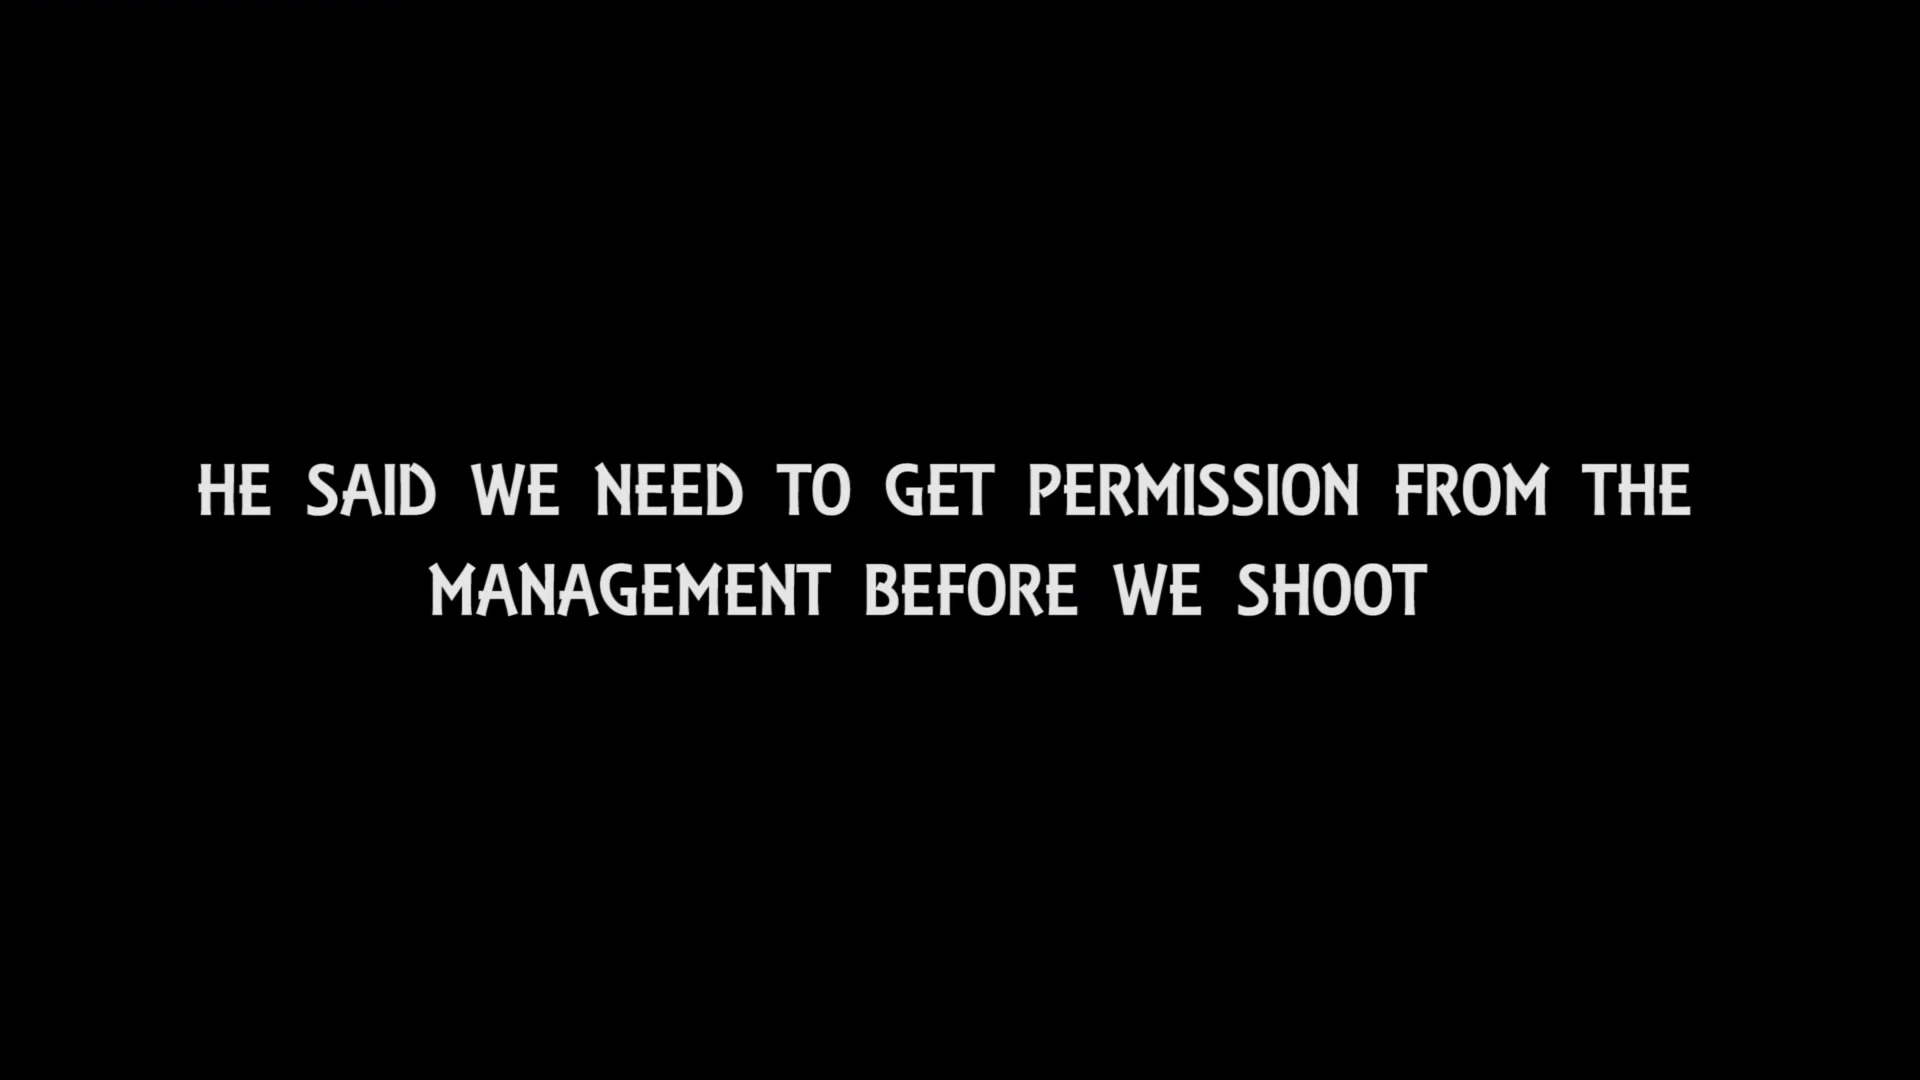 HE SAID WE NEED TO GET PERMISSION FROM THE
MANAGEMENT BEFORE WE SHOOT